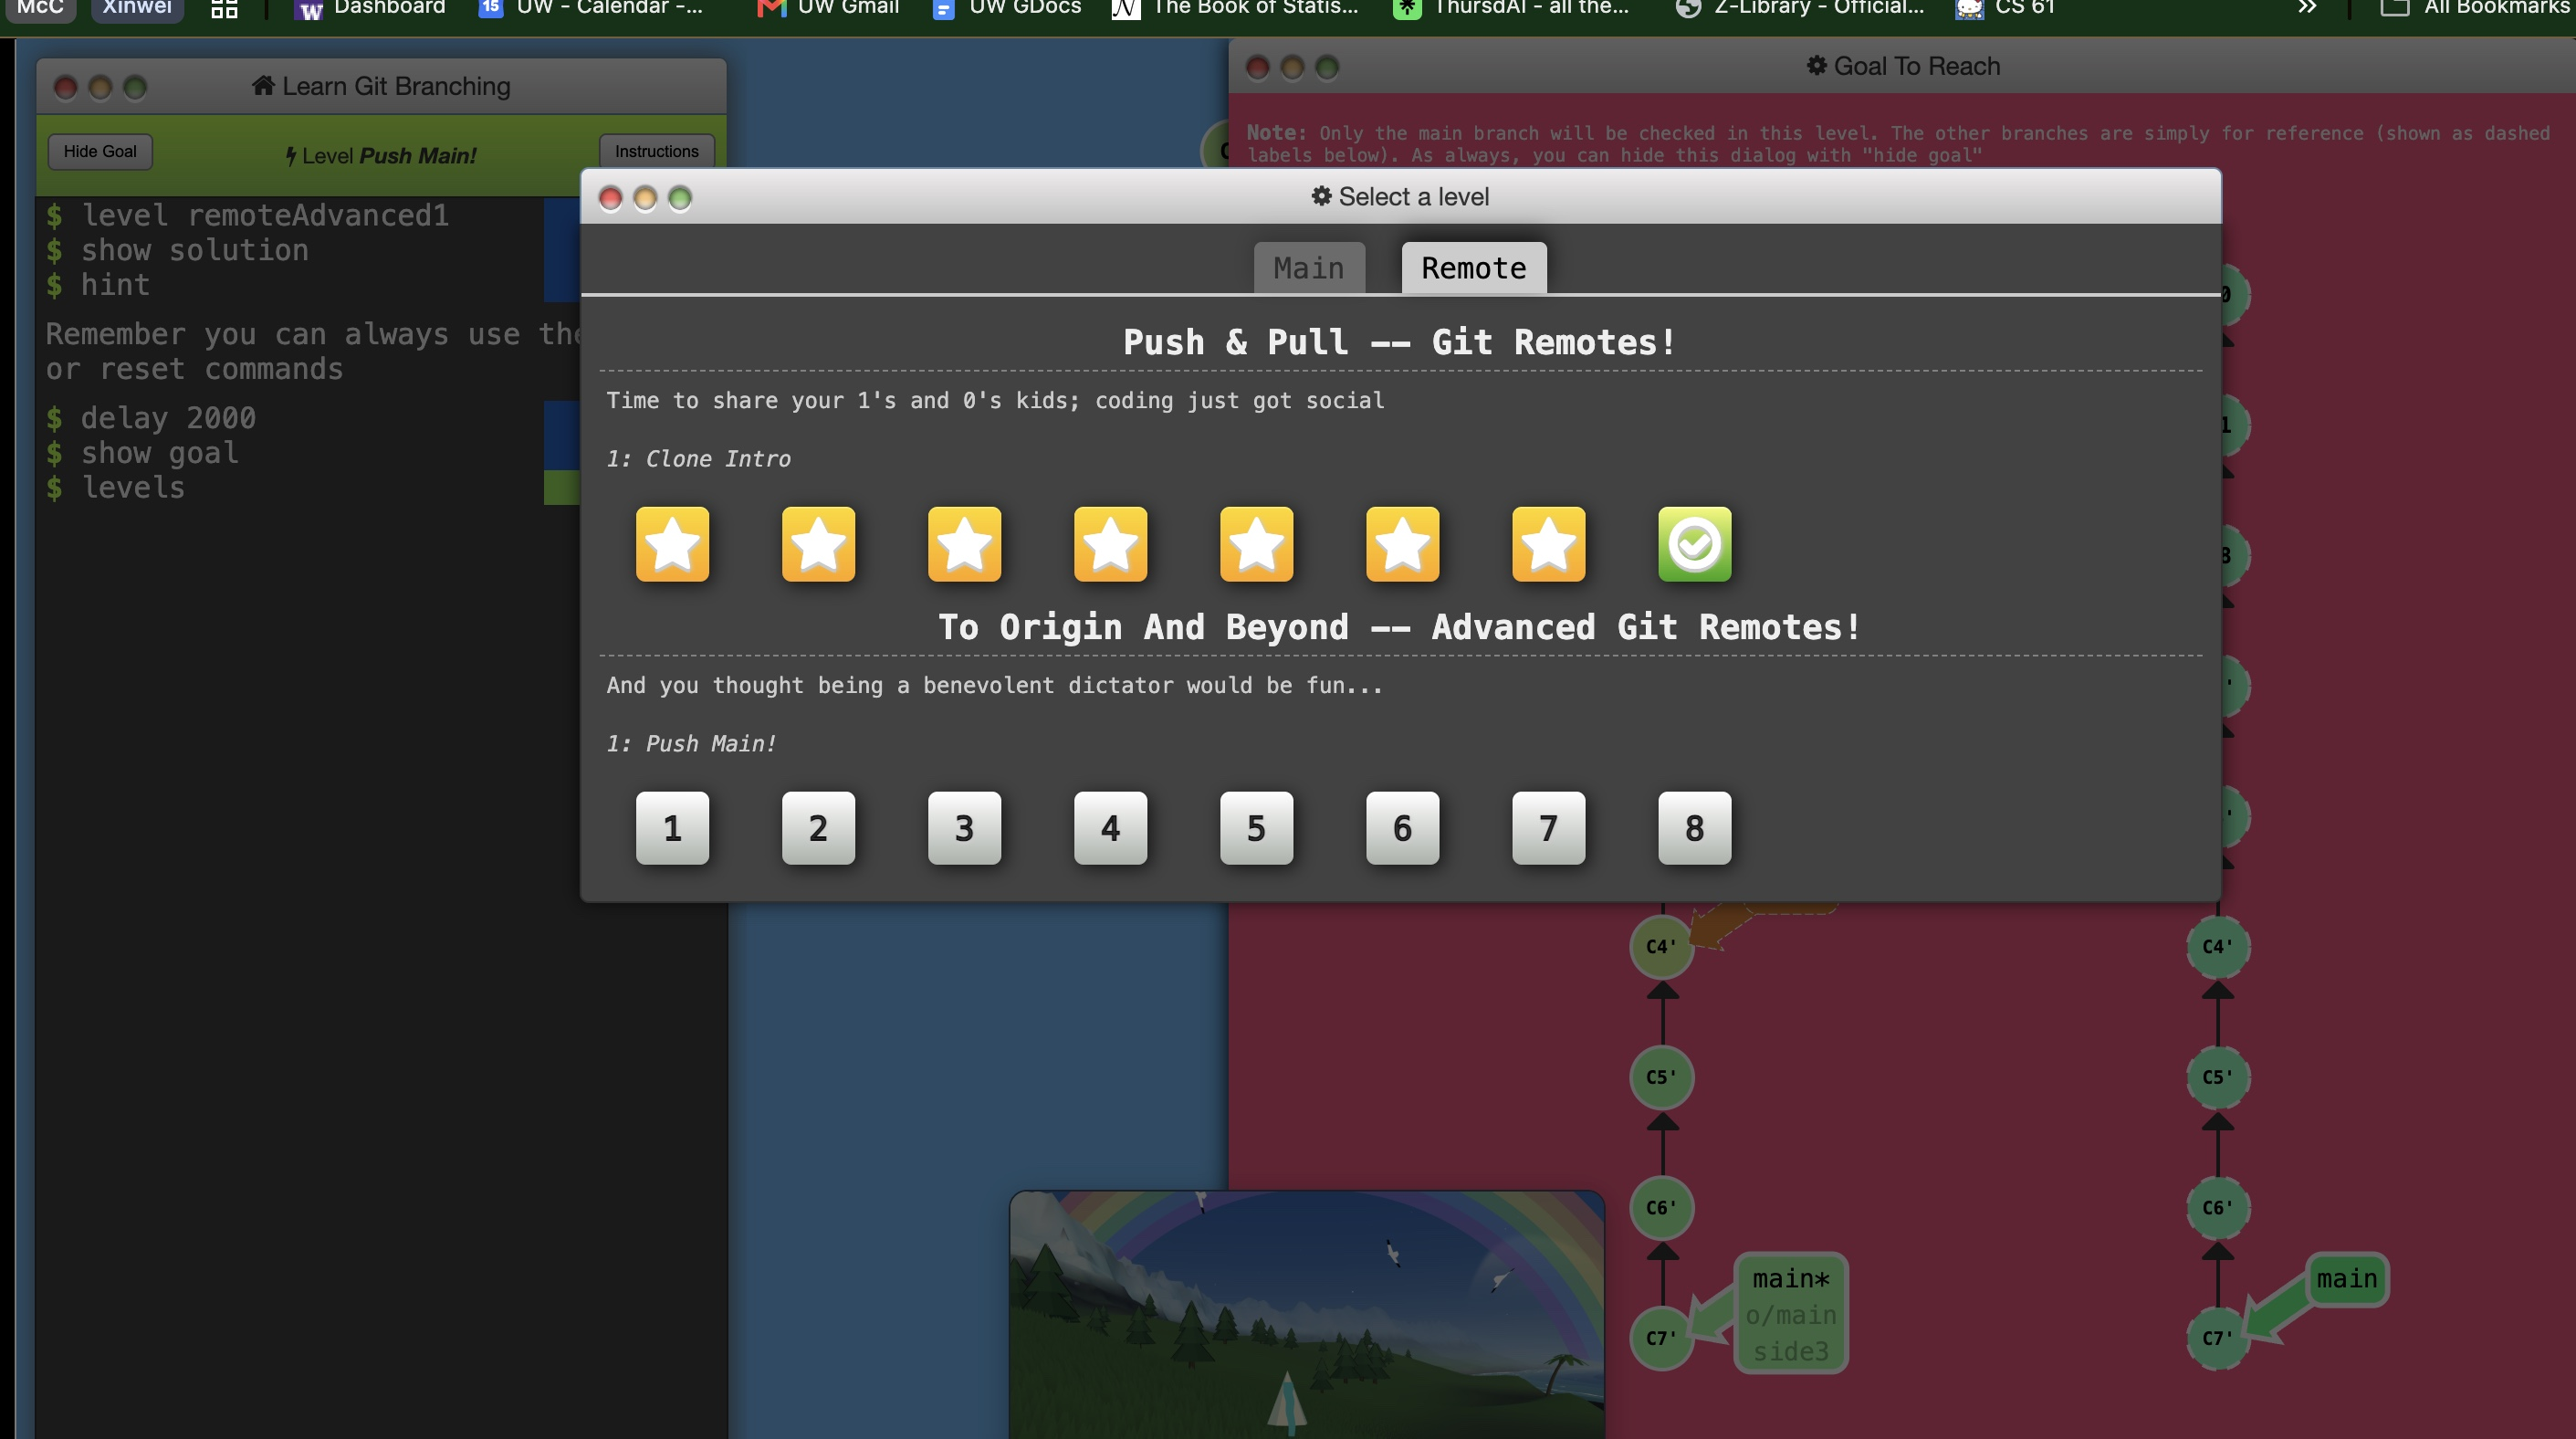 McC Xinwei Dashboard 15 UW - Calendar -... UW Gmail UW GDocs The Book of Statis... ThursdAI - all the... Z-Library - Official... CS 61 » All Bookmarks
Learn Git Branching
Hide Goal Level Push Main! Instructions
$ level remoteAdvanced1
$ show solution
$ hint
Remember you can always use the
or reset commands
$ delay 2000
$ show goal
$ levels
Goal To Reach
Note: Only the main branch will be checked in this level. The other branches are simply for reference (shown as dashed
labels below). As always, you can hide this dialog with "hide goal"
Select a level
Main Remote
Push & Pull -- Git Remotes!
Time to share your 1's and 0's kids; coding just got social
1: Clone Intro
To Origin And Beyond -- Advanced Git Remotes!
And you thought being a benevolent dictator would be fun...
1: Push Main!
1 2 3 4 5 6 7 8
C4' C4'
C5' C5'
C6' C6'
main* main
o/main
C7' C7'
side3